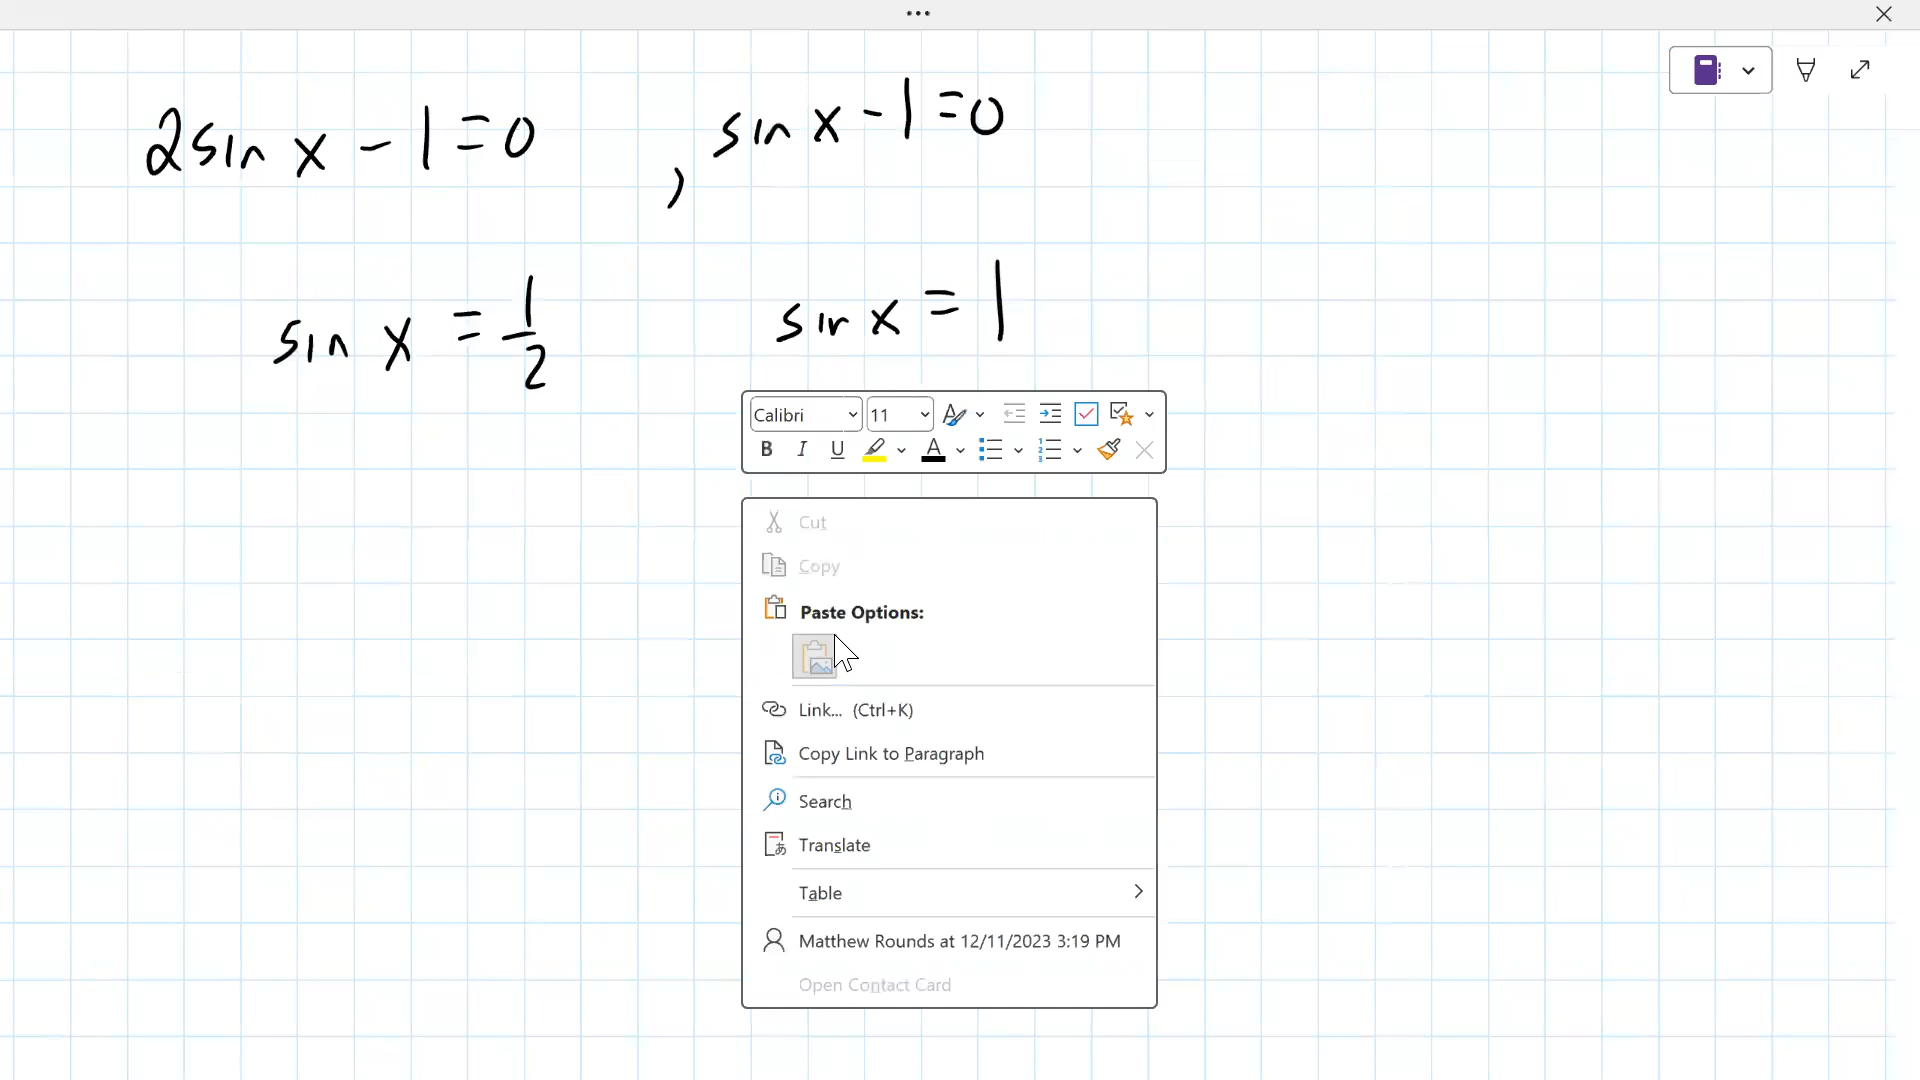 2sin x - 1 = 0 , sin x - 1 = 0
sin x = 1/2 sin x = 1
Calibri 11
B I U A
Cut
Copy
Paste Options:
Link... (Ctrl+K)
Copy Link to Paragraph
Search
Translate
Table
Matthew Rounds at 12/11/2023 3:19 PM
Open Contact Card